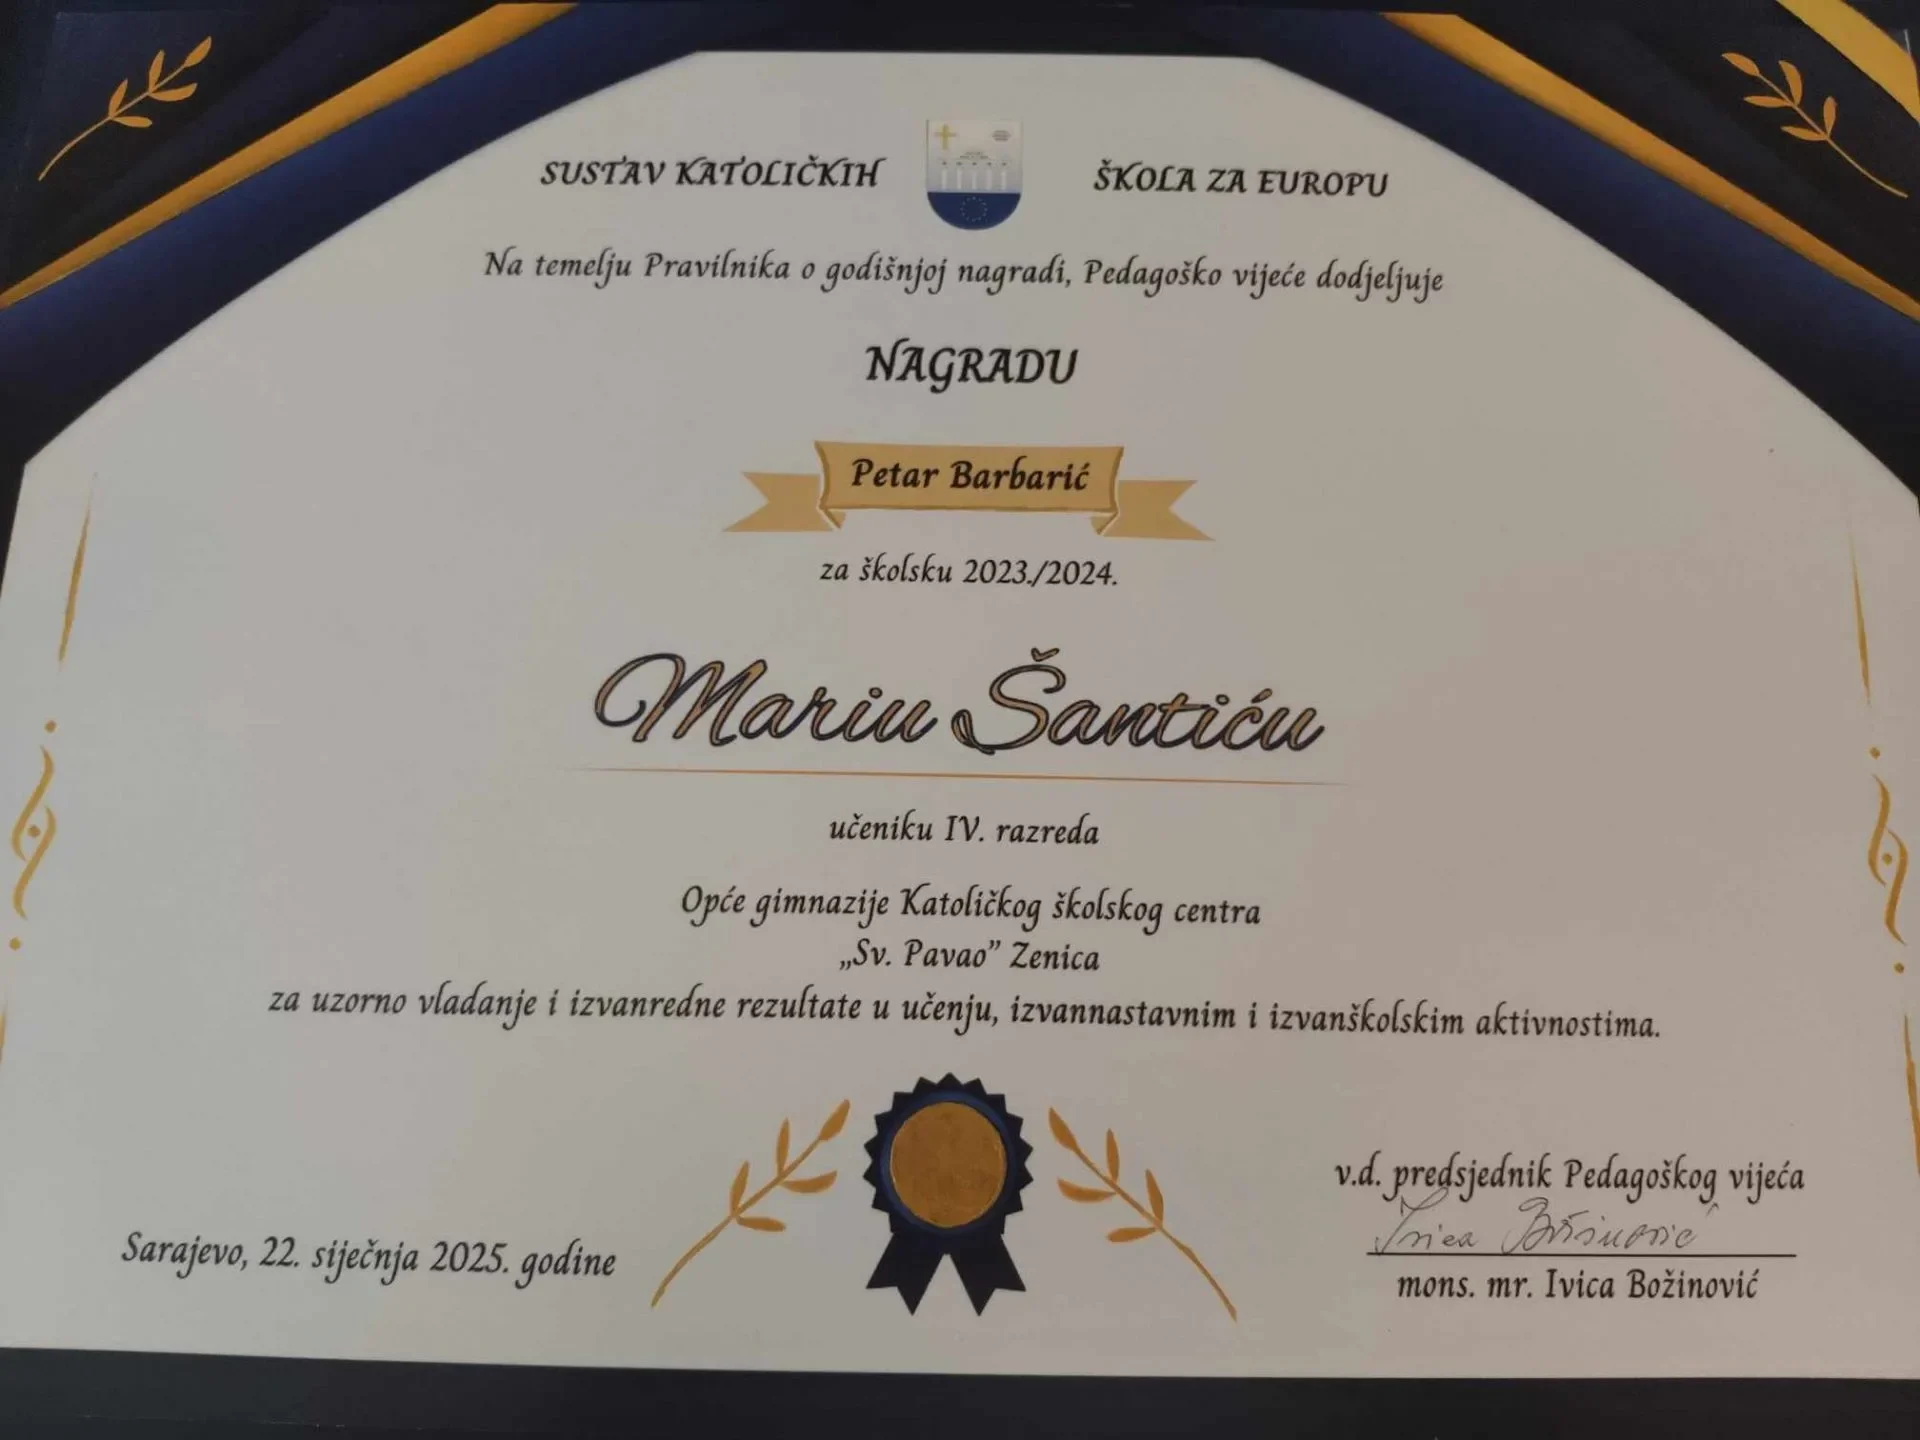 SUSTAV KATOLIČKIH ŠKOLA ZA EUROPU
Na temelju Pravilnika o godišnjoj nagradi, Pedagoško vijeće dodjeljuje
NAGRADU
Petar Barbarić
za školsku 2023./2024.
Mariu Šantiću
učeniku IV. razreda
Opće gimnazije Katoličkog školskog centra
„Sv. Pavao” Zenica
za uzorno vladanje i izvanredne rezultate u učenju, izvannastavnim i izvanškolskim aktivnostima.
v.d. predsjednik Pedagoškog vijeća
Ivica Božinović
Sarajevo, 22. siječnja 2025. godine
mons. mr. Ivica Božinović